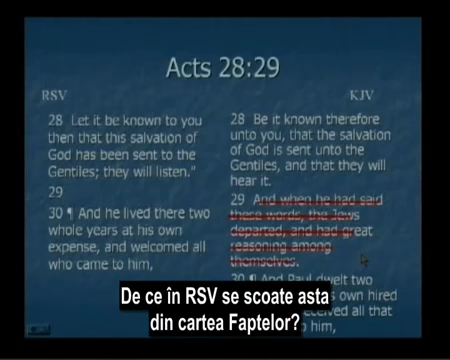 Acts 28:29
RSV
28 Let it be known to you
then that this salvation of
God has been sent to the
Gentiles; they will listen."
29
30 ¶ And he lived there two
whole years at his own
expense, and welcomed all
who came to him,
KJV
28 Be it known therefore
unto you, that the salvation
of God is sent unto the
Gentiles, and that they will
hear it.
29 And when he had said
these words, the Jews
departed, and had great
reasoning among
themselves.
30 ¶ And Paul dwelt two
own hired
all that
him,
De ce în RSV se scoate asta
din cartea Faptelor?